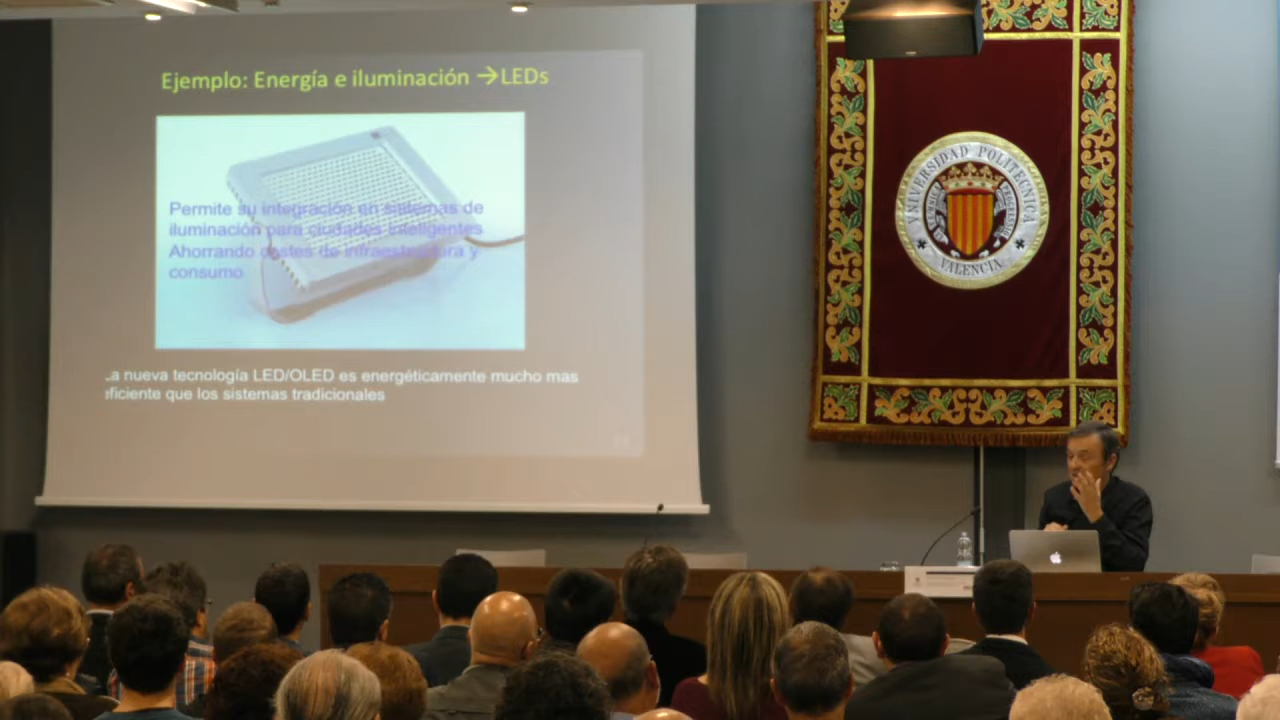 Ejemplo: Energía e iluminación →LEDs
Permite su integración en sistemas de
iluminación para ciudades inteligentes
Ahorrando costes de infraestructura y
consumo
a nueva tecnología LED/OLED es energéticamente mucho mas
ficiente que los sistemas tradicionales
UNIVERSIDAD POLITECNICA
VALENCIA